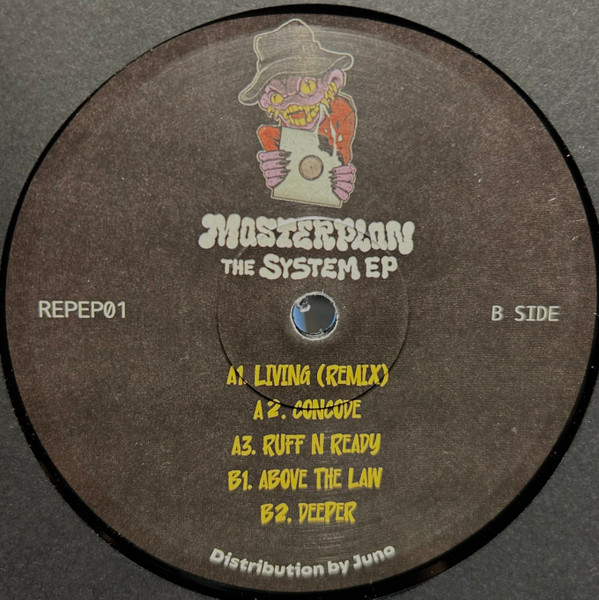 MASTERPLAN
THE SYSTEM EP
REPEP01
B SIDE
A1. LIVING (REMIX)
A2. CONCODE
A3. RUFF N READY
B1. ABOVE THE LAW
B2. DEEPER
Distribution by Juno